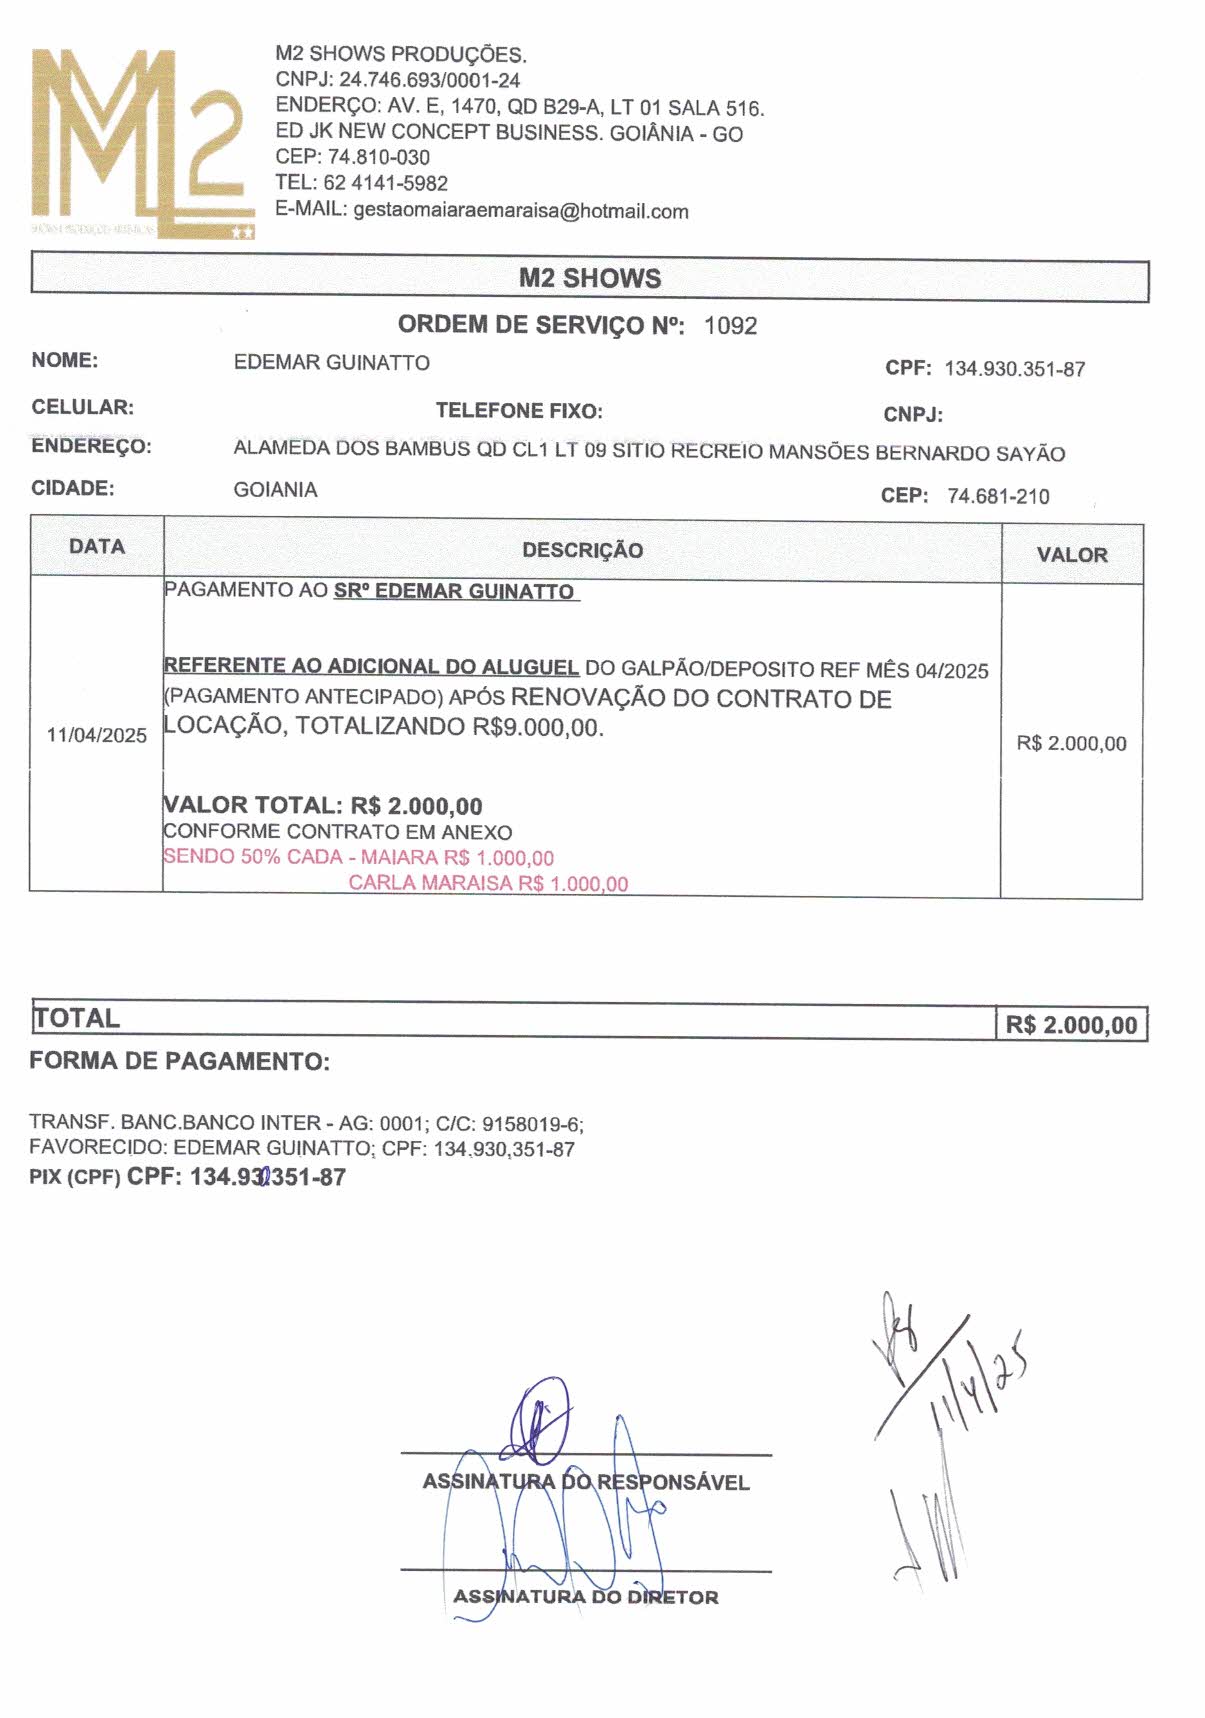 M2
M2 SHOWS PRODUÇÕES.
CNPJ: 24.746.693/0001-24
ENDERÇO: AV. E, 1470, QD B29-A, LT 01 SALA 516.
ED JK NEW CONCEPT BUSINESS. GOIÂNIA - GO
CEP: 74.810-030
TEL: 62 4141-5982
E-MAIL: gestaomaiaraemaraisa@hotmail.com
M2 SHOWS
ORDEM DE SERVIÇO Nº: 1092
NOME: EDEMAR GUINATTO CPF: 134.930.351-87
CELULAR: TELEFONE FIXO: CNPJ:
ENDEREÇO: ALAMEDA DOS BAMBUS QD CL1 LT 09 SITIO RECREIO MANSÕES BERNARDO SAYÃO
CIDADE: GOIANIA CEP: 74.681-210
DATA DESCRIÇÃO VALOR
PAGAMENTO AO SRº EDEMAR GUINATTO
REFERENTE AO ADICIONAL DO ALUGUEL DO GALPÃO/DEPOSITO REF MÊS 04/2025
(PAGAMENTO ANTECIPADO) APÓS RENOVAÇÃO DO CONTRATO DE
LOCAÇÃO, TOTALIZANDO R$9.000,00.
11/04/2025 R$ 2.000,00
VALOR TOTAL: R$ 2.000,00
CONFORME CONTRATO EM ANEXO
SENDO 50% CADA - MAIARA R$ 1.000,00
CARLA MARAISA R$ 1.000,00
TOTAL R$ 2.000,00
FORMA DE PAGAMENTO:
TRANSF. BANC.BANCO INTER - AG: 0001; C/C: 9158019-6;
FAVORECIDO: EDEMAR GUINATTO; CPF: 134.930,351-87
PIX (CPF) CPF: 134.930.351-87
11/4/25
ASSINATURA DO RESPONSÁVEL
ASSINATURA DO DIRETOR